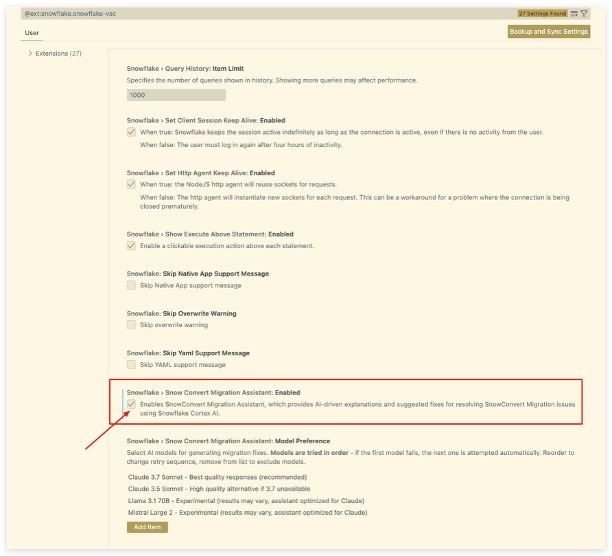 @ext:snowflake.snowflake-vsc
27 Settings Found
User
Backup and Sync Settings
Extensions (27)
Snowflake › Query History: Item Limit
Specifies the number of queries shown in history. Showing more queries may affect performance.
1000
Snowflake › Set Client Session Keep Alive: Enabled
When true: Snowflake keeps the session active indefinitely as long as the connection is active, even if there is no activity from the user.
When false: The user must log in again after four hours of inactivity.
Snowflake › Set Http Agent Keep Alive: Enabled
When true: the NodeJS http agent will reuse sockets for requests.
When false: The http agent will instantiate new sockets for each request. This can be a workaround for a problem where the connection is being
closed prematurely.
Snowflake › Show Execute Above Statement: Enabled
Enable a clickable execution action above each statement.
Snowflake: Skip Native App Support Message
Skip Native App support message
Snowflake: Skip Overwrite Warning
Skip overwrite warning
Snowflake: Skip Yaml Support Message
Skip YAML support message
Snowflake › Snow Convert Migration Assistant: Enabled
Enables SnowConvert Migration Assistant, which provides AI-driven explanations and suggested fixes for resolving SnowConvert Migration issues
using Snowflake Cortex AI.
Snowflake › Snow Convert Migration Assistant: Model Preference
Select AI models for generating migration fixes. Models are tried in order - if the first model fails, the next one is attempted automatically. Reorder to
change retry sequence, remove from list to exclude models.
Claude 3.7 Sonnet - Best quality responses (recommended)
Claude 3.5 Sonnet - High quality alternative if 3.7 unavailable
Llama 3.1 70B - Experimental (results may vary, assistant optimized for Claude)
Mistral Large 2 - Experimental (results may vary, assistant optimized for Claude)
Add Item